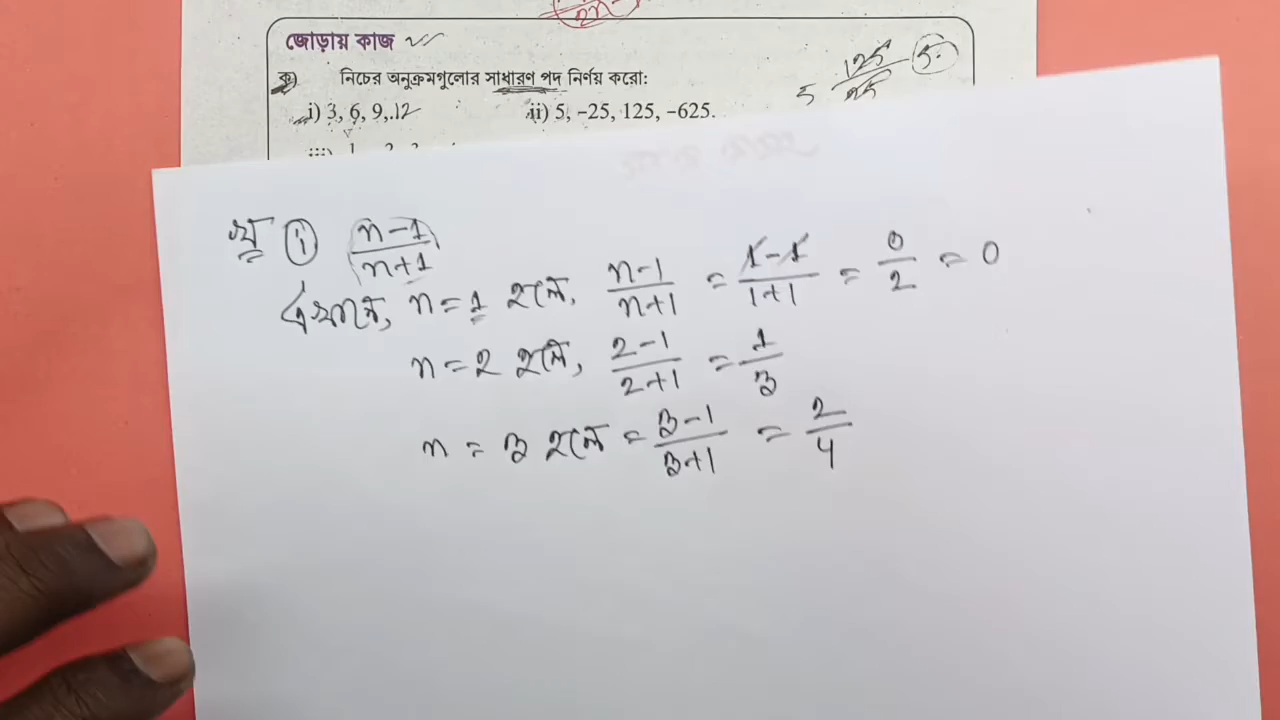 জোড়ায় কাজ
ক) নিচের অনুক্রমগুলোর সাধারণ পদ নির্ণয় করো:
125
5
i) 3, 6, 9, 12 ii) 5, -25, 125, -625.
খ (i) (n-1)/(n+1)
এখানে, n = 1 হলে, (n-1)/(n+1) = (1-1)/(1+1) = 0/2 = 0
n = 2 হলে, (2-1)/(2+1) = 1/3
n = 3 হলে = (3-1)/(3+1) = 2/4